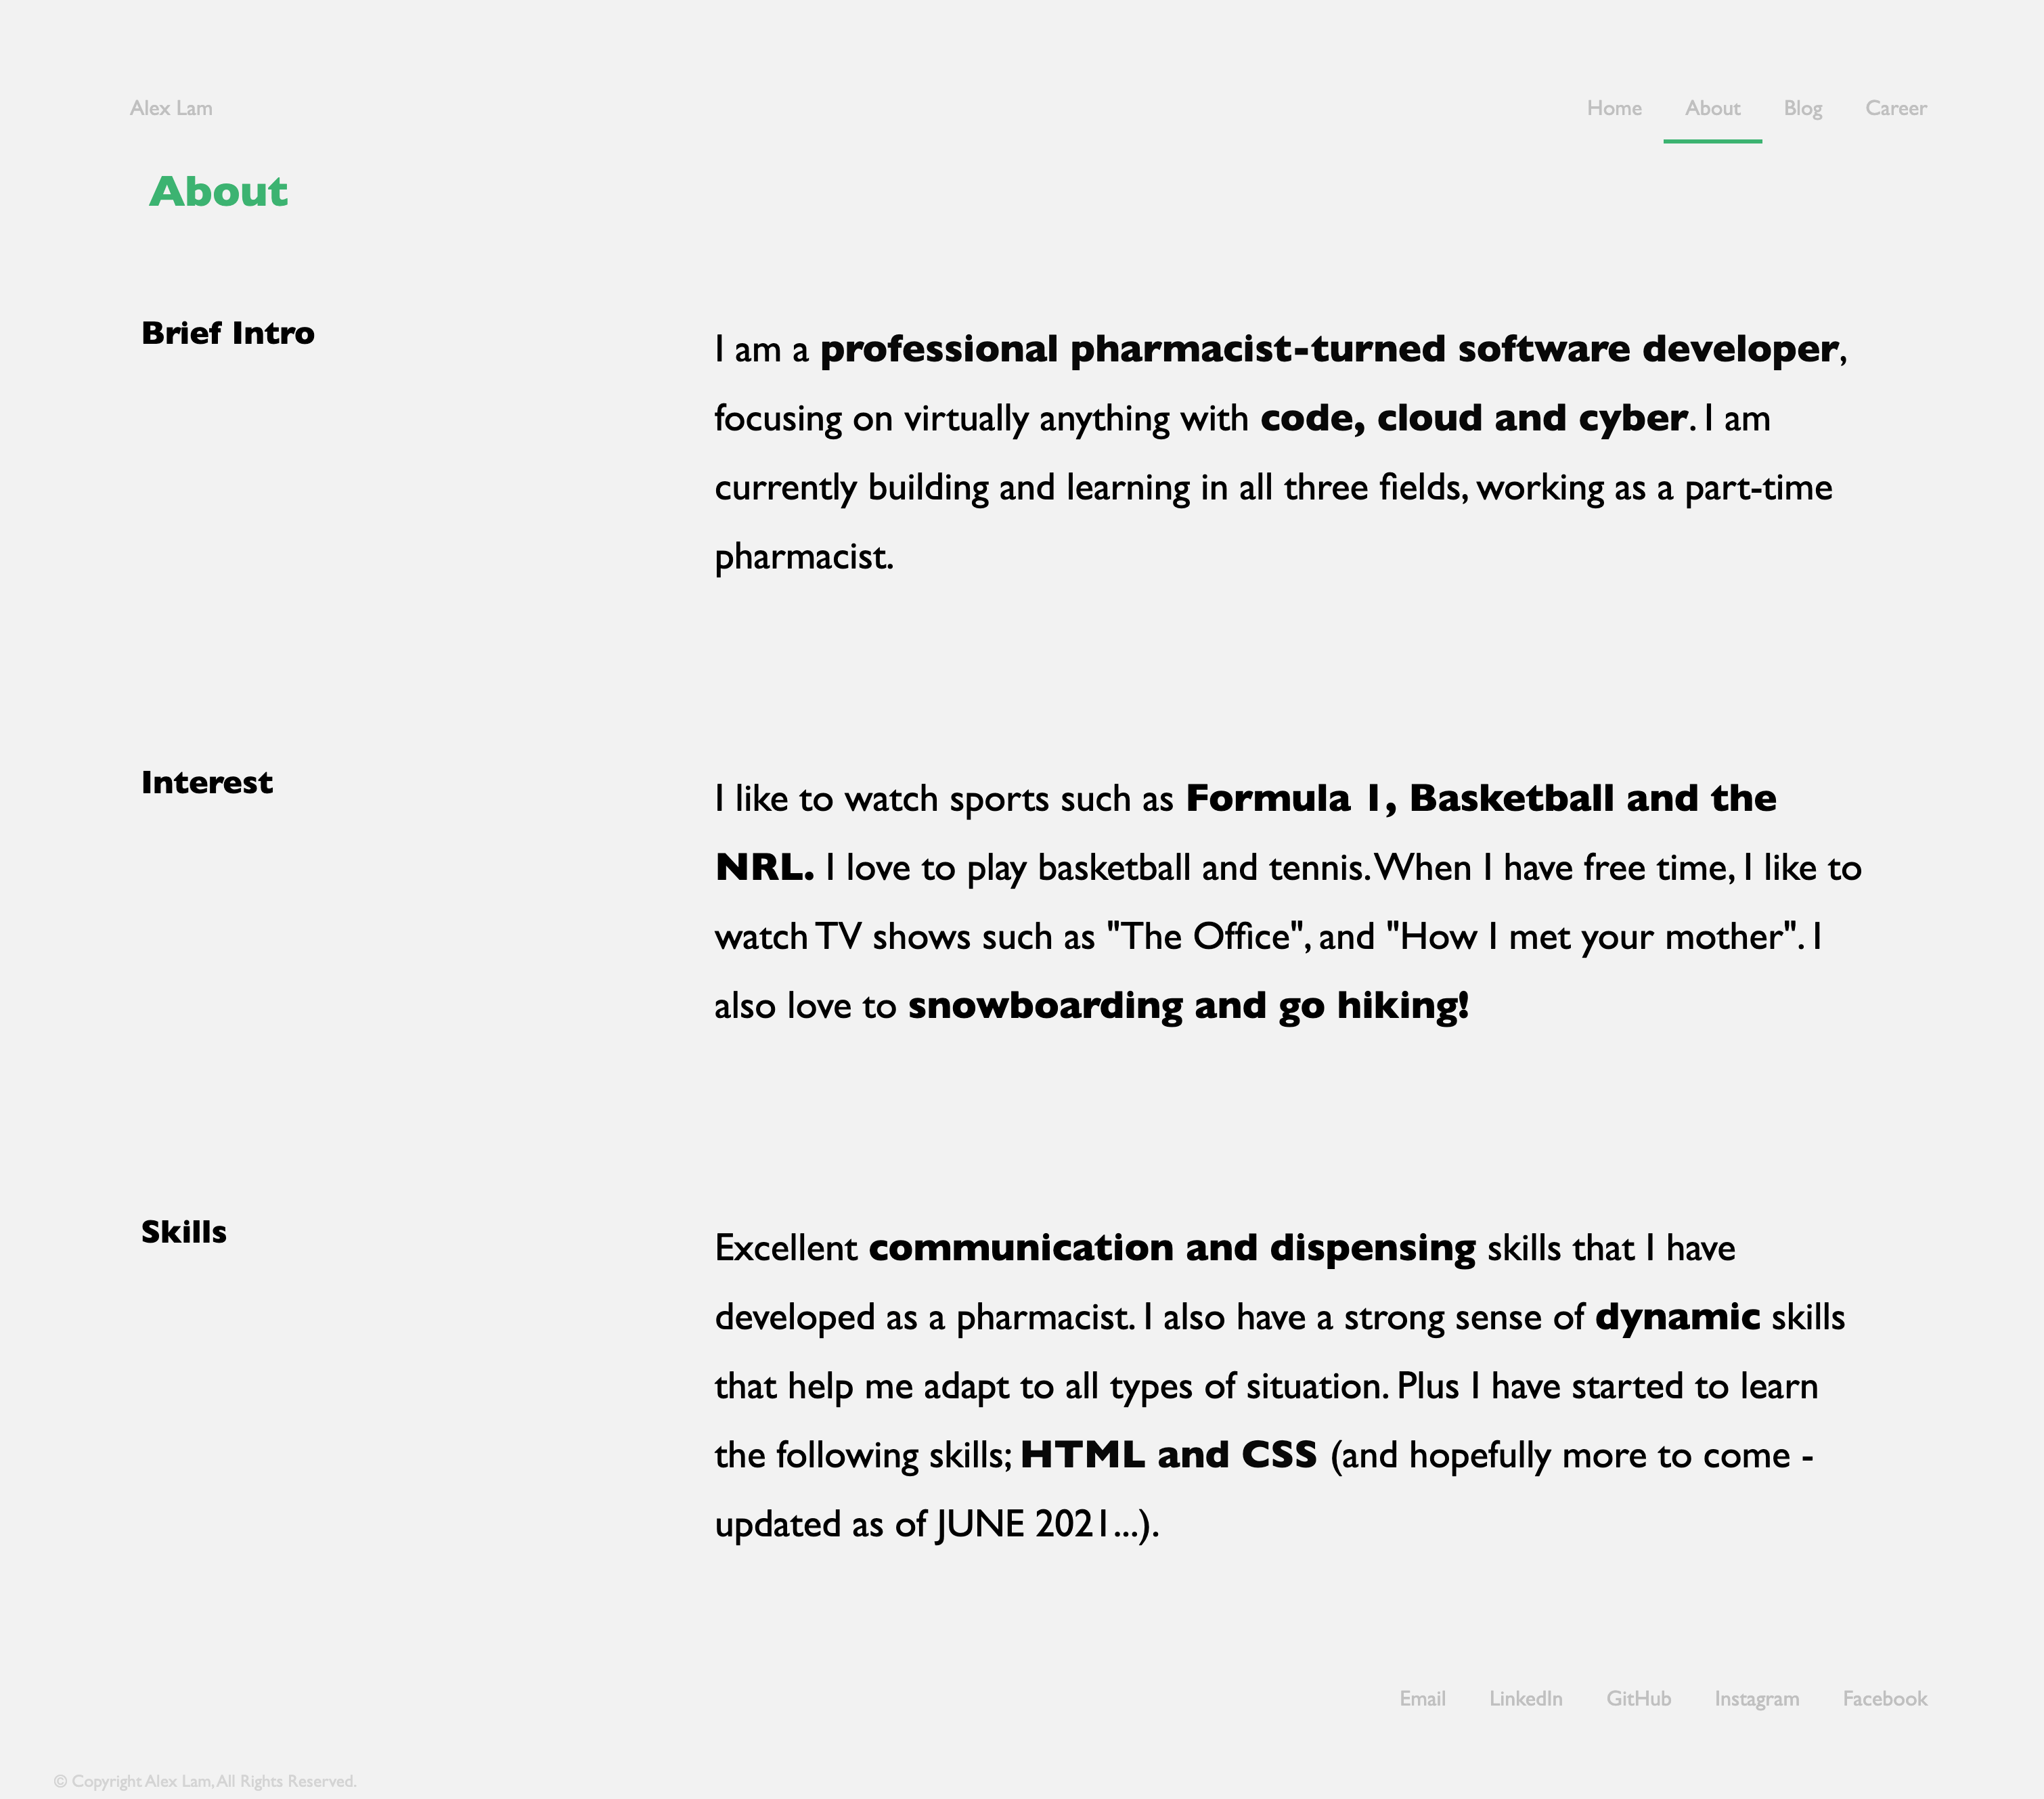 Alex Lam
Home About Blog Career
About
Brief Intro
I am a professional pharmacist-turned software developer,
focusing on virtually anything with code, cloud and cyber. I am
currently building and learning in all three fields, working as a part-time
pharmacist.
Interest
I like to watch sports such as Formula 1, Basketball and the
NRL. I love to play basketball and tennis. When I have free time, I like to
watch TV shows such as "The Office", and "How I met your mother". I
also love to snowboarding and go hiking!
Skills
Excellent communication and dispensing skills that I have
developed as a pharmacist. I also have a strong sense of dynamic skills
that help me adapt to all types of situation. Plus I have started to learn
the following skills; HTML and CSS (and hopefully more to come -
updated as of JUNE 2021...).
Email LinkedIn GitHub Instagram Facebook
© Copyright Alex Lam, All Rights Reserved.